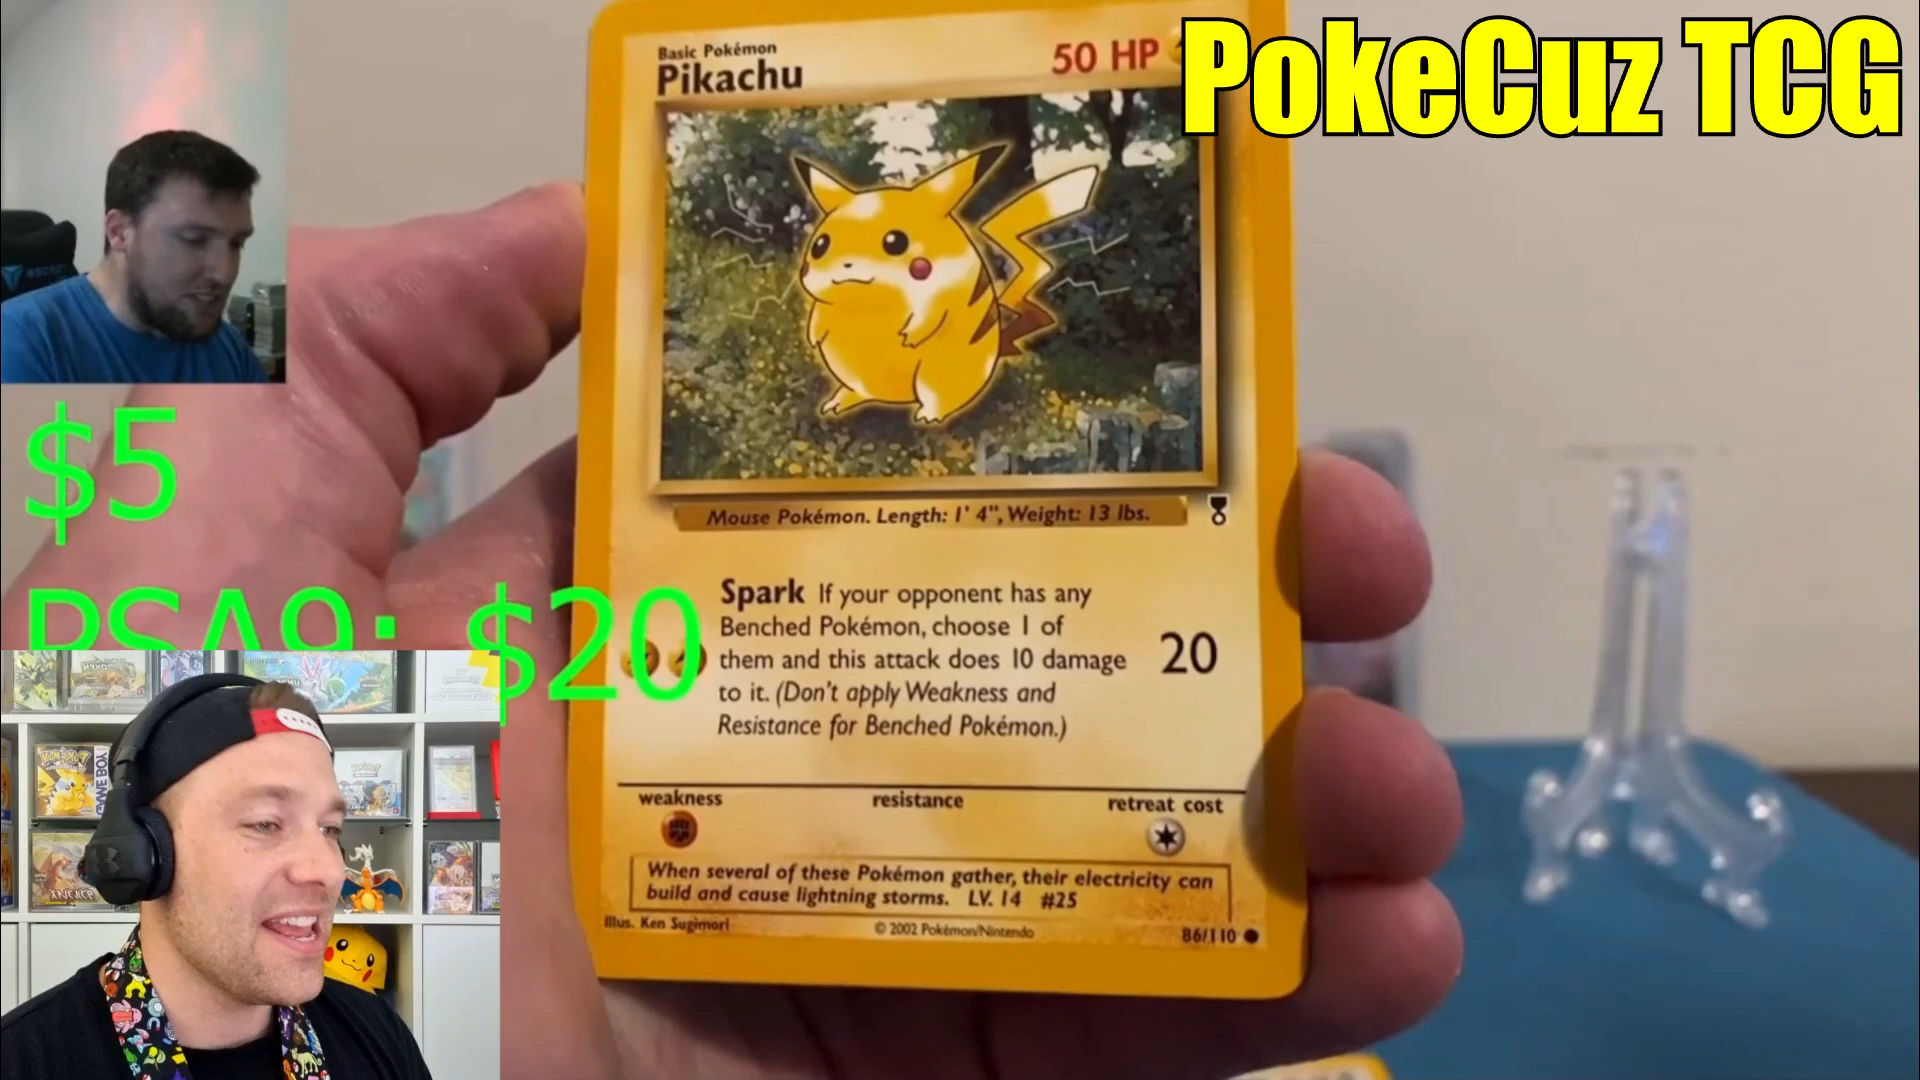 PokeCuz TCG
Basic Pokémon
Pikachu
50 HP
$5
PSA9: $20
Mouse Pokémon. Length: 1' 4", Weight: 13 lbs.
Spark If your opponent has any
Benched Pokémon, choose 1 of
them and this attack does 10 damage
to it. (Don't apply Weakness and
Resistance for Benched Pokémon.)
20
weakness
resistance
retreat cost
When several of these Pokémon gather, their electricity can
build and cause lightning storms. LV. 14 #25
Illus. Ken Sugimori
© 2002 Pokémon/Nintendo
86/110
GAME BOY